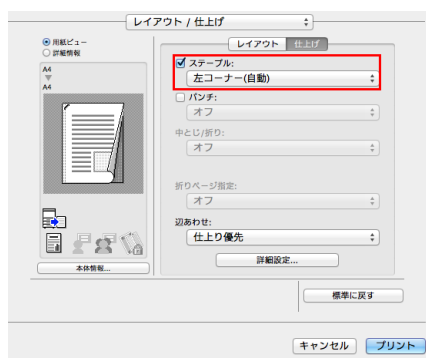 レイアウト / 仕上げ
用紙ビュー
詳細情報
A4
A4
本体情報...
レイアウト 仕上げ
ステープル:
左コーナー(自動)
パンチ:
オフ
中とじ/折り:
オフ
折りページ指定:
オフ
辺あわせ:
仕上り優先
詳細設定...
標準に戻す
キャンセル プリント